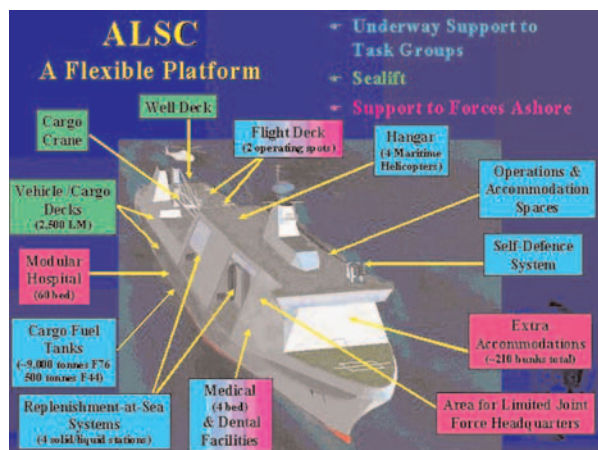 ALSC
A Flexible Platform
Underway Support to
Task Groups
Sealift
Support to Forces Ashore
Well Deck
Cargo
Crane
Flight Deck
(2 operating spots)
Hangar
(4 Maritime
Helicopters)
Operations &
Accommodation
Spaces
Vehicle/Cargo
Decks
(2,500 LM)
Self-Defence
System
Modular
Hospital
(60 bed)
Cargo Fuel
Tanks
(~9,000 tonnes F76
500 tonnes F44)
Extra
Accommodations
(~210 bunks total)
Replenishment-at-Sea
Systems
(4 solid/liquid stations)
Medical
(4 bed)
& Dental
Facilities
Area for Limited Joint
Force Headquarters